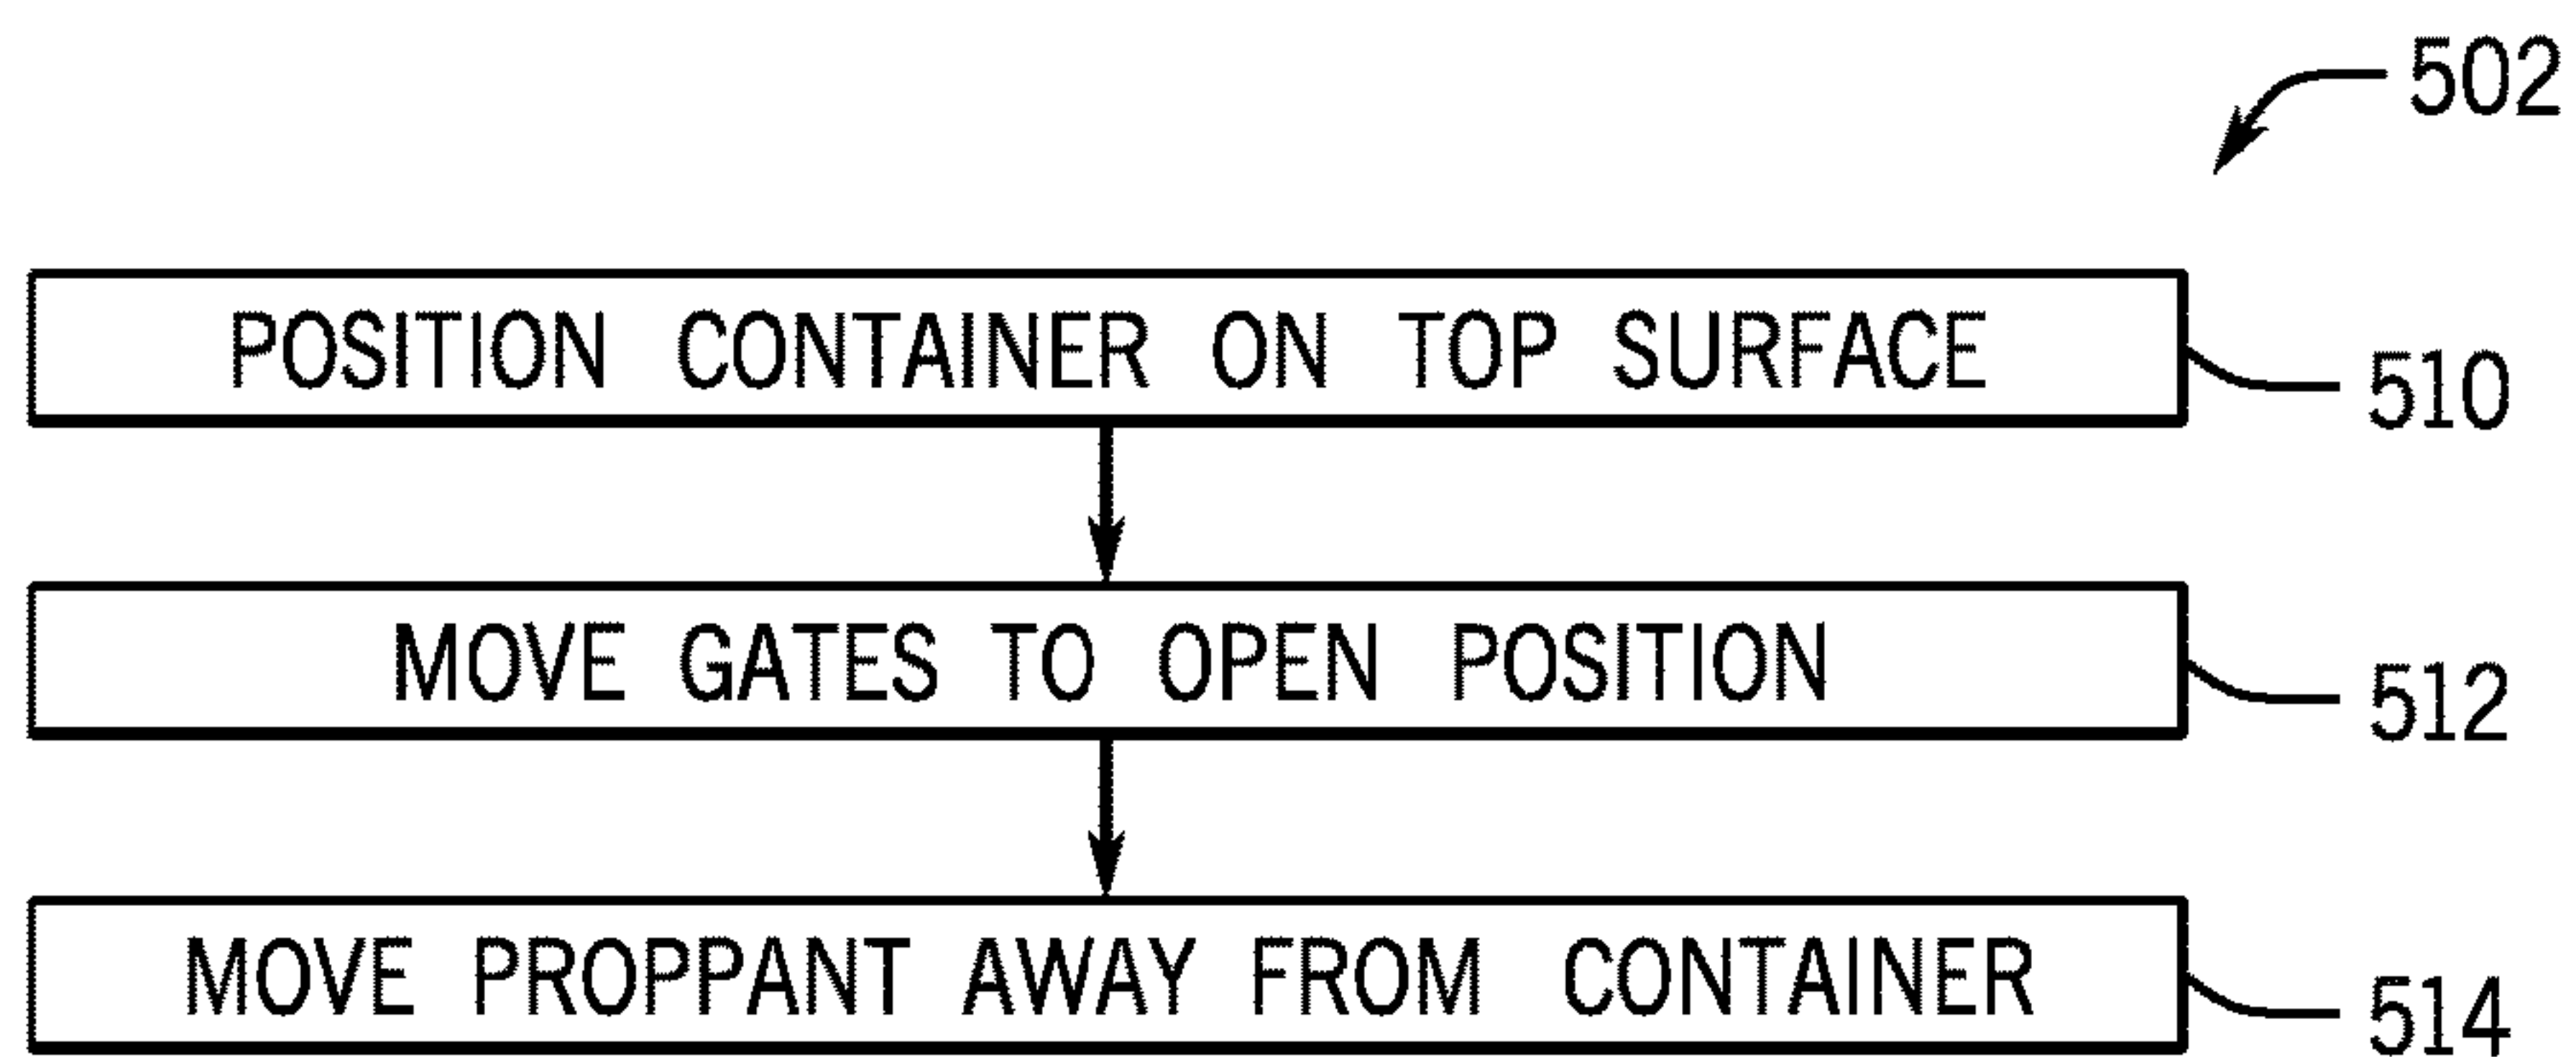 502
POSITION CONTAINER ON TOP SURFACE
510
MOVE GATES TO OPEN POSITION
512
MOVE PROPPANT AWAY FROM CONTAINER
514